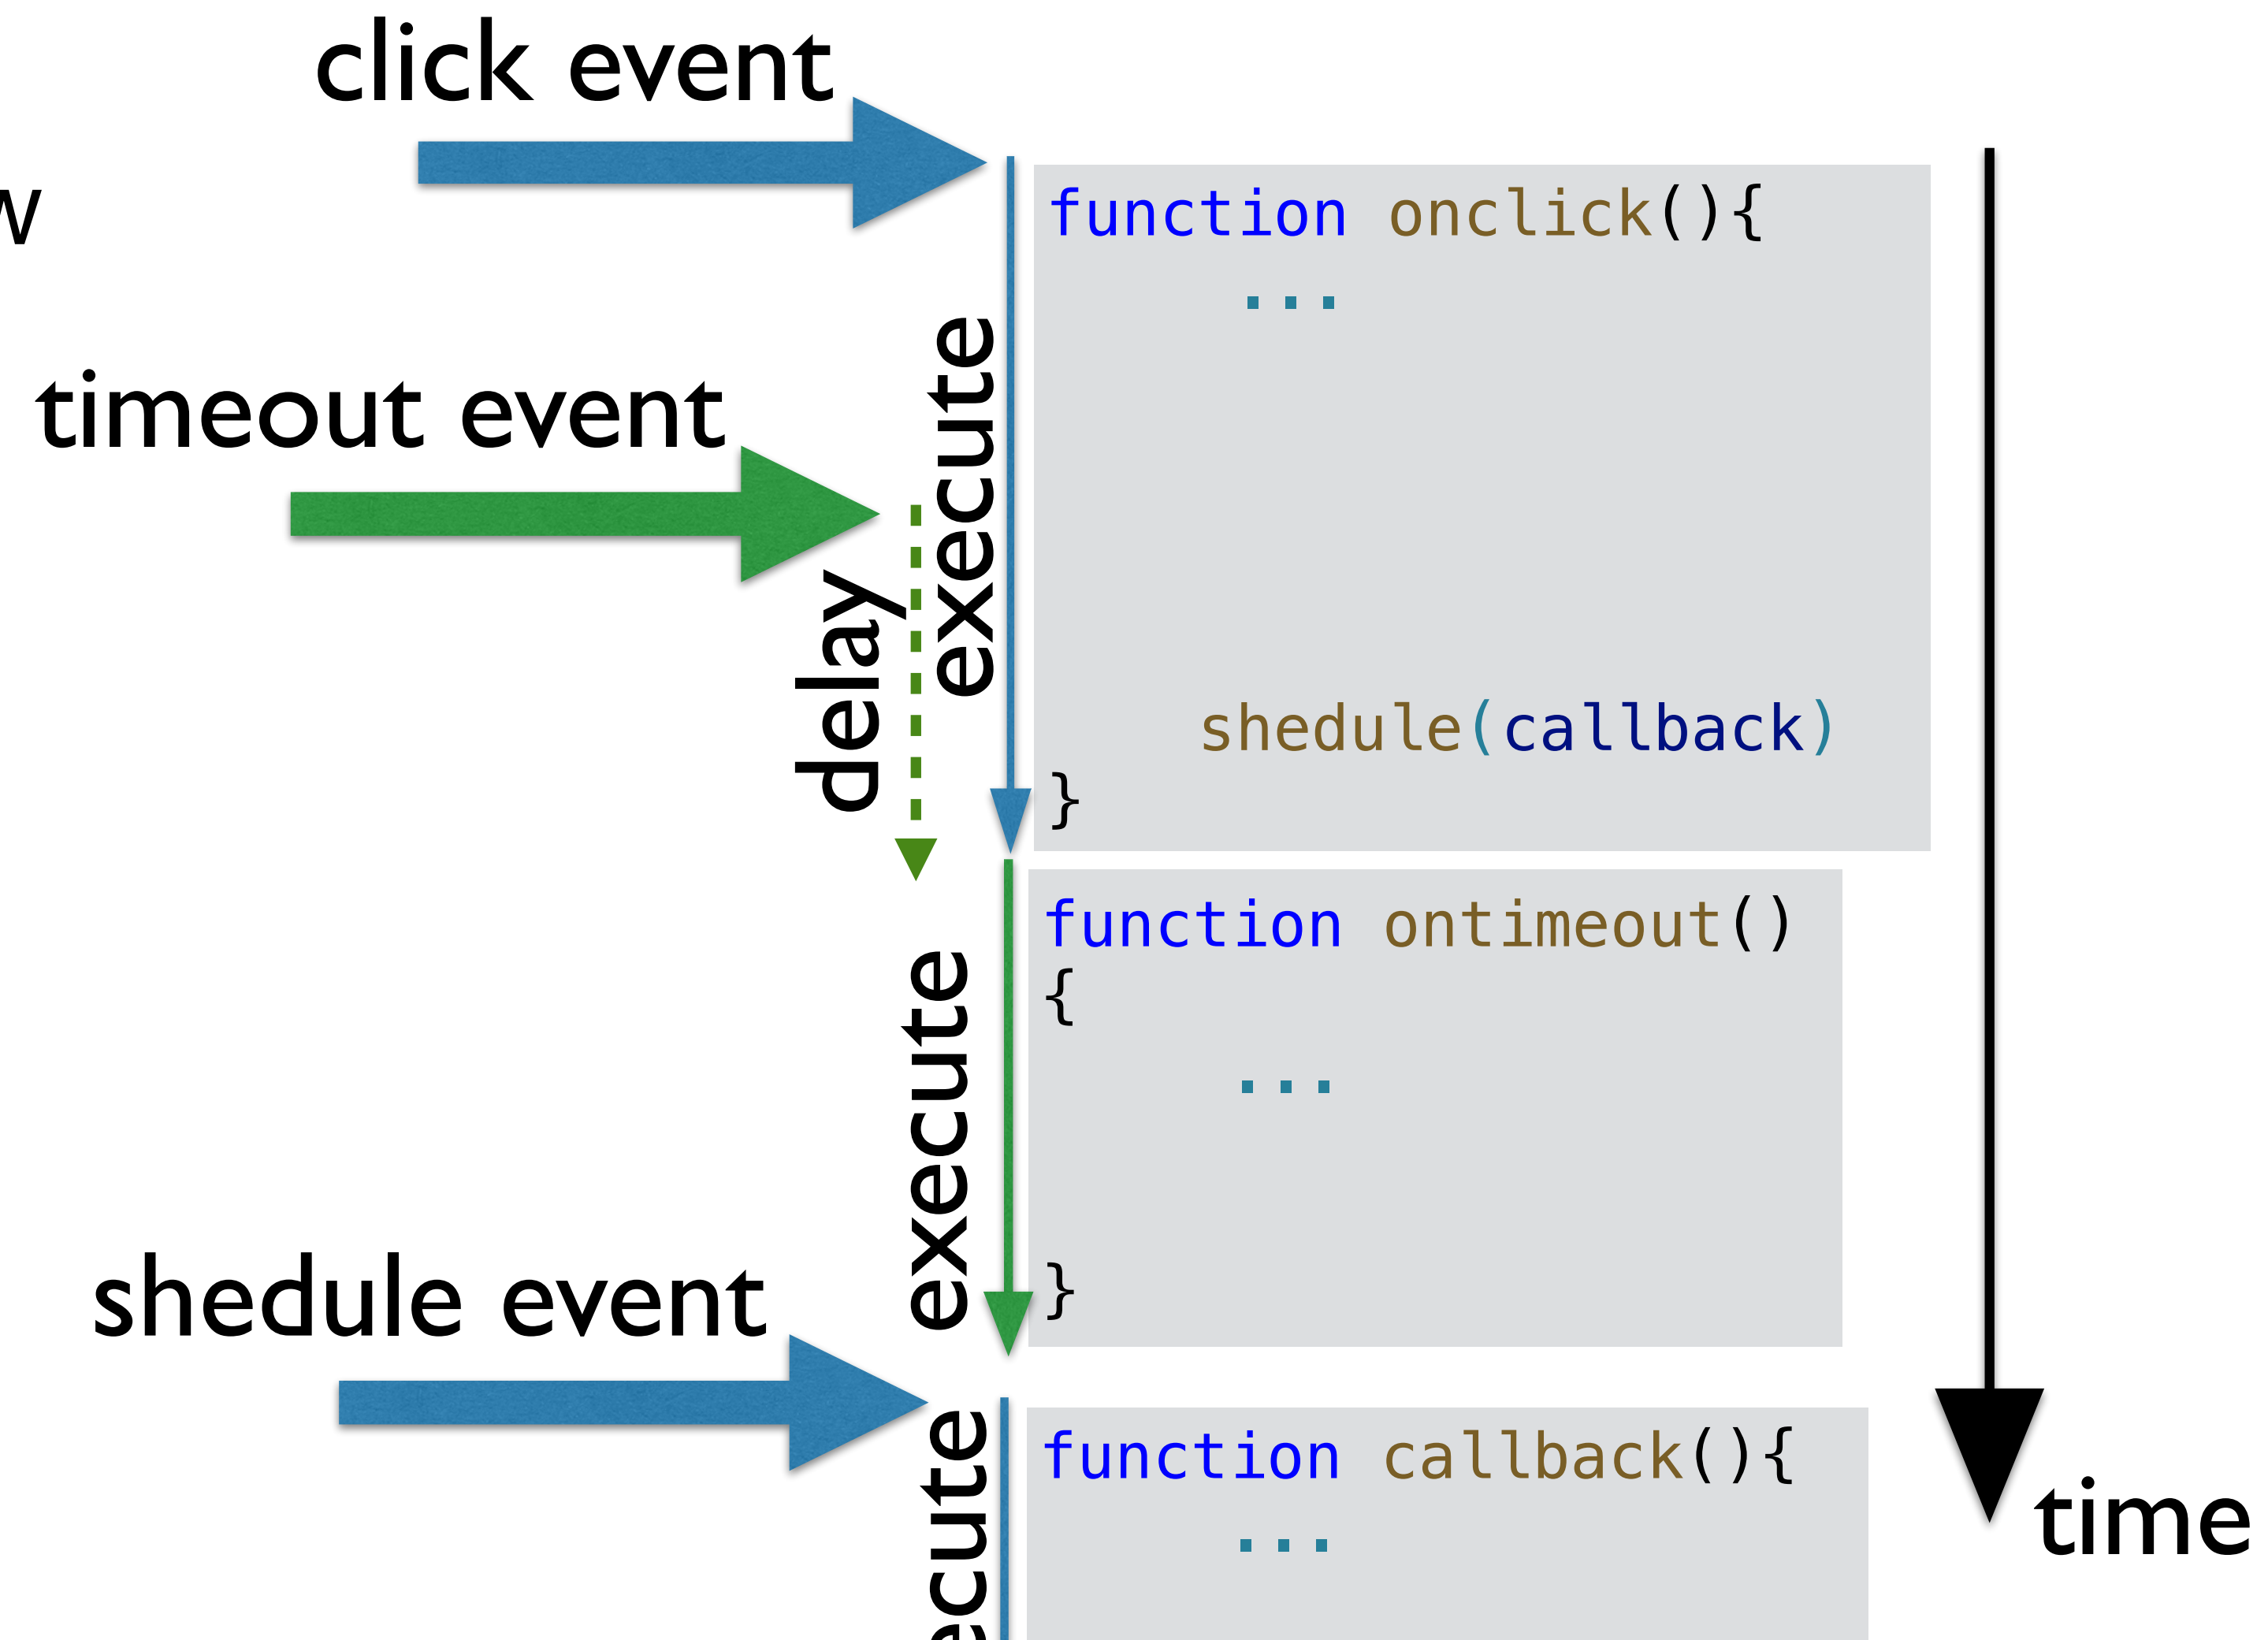 click event
function onclick(){
...
timeout event
execute
delay
shedule(callback)
}
function ontimeout()
{
...
execute
}
shedule event
function callback(){
...
time